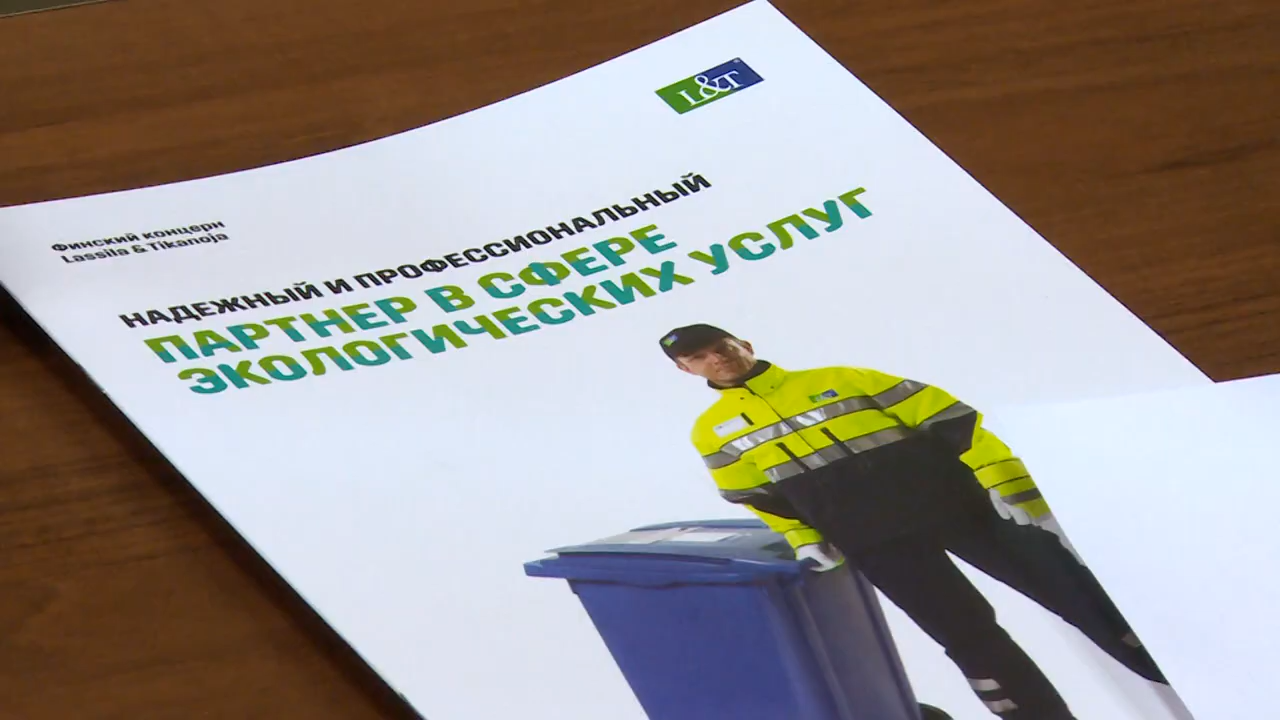 L&T
Финский концерн
Lassila & Tikanoja
НАДЕЖНЫЙ И ПРОФЕССИОНАЛЬНЫЙ
ПАРТНЕР В СФЕРЕ
ЭКОЛОГИЧЕСКИХ УСЛУГ